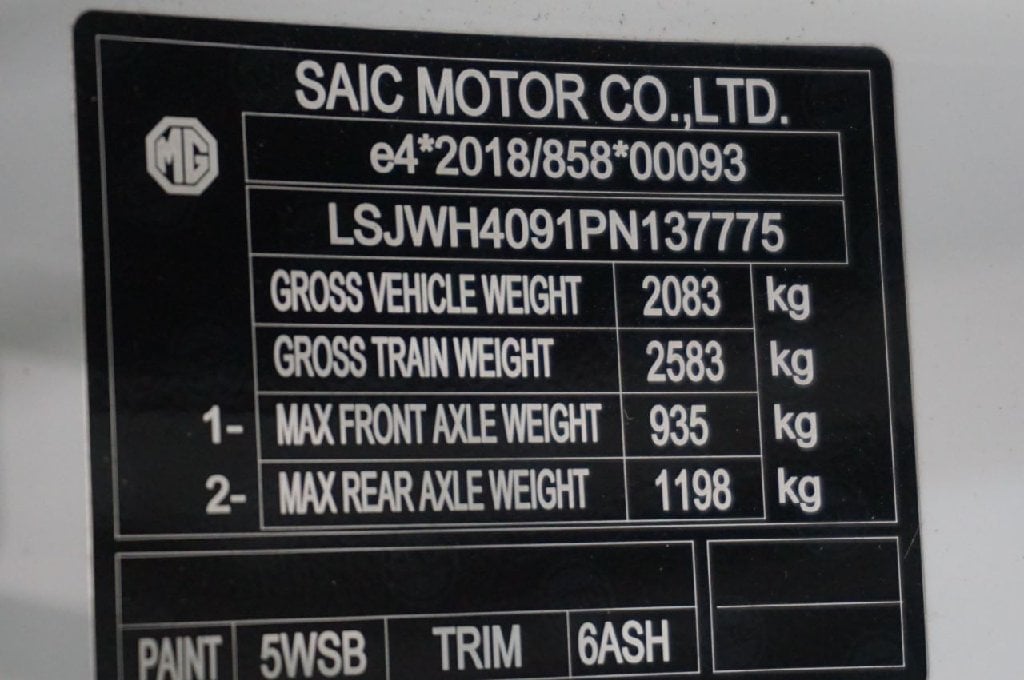 SAIC MOTOR CO.,LTD.
MG
e4*2018/858*00093
LSJWH4091PN137775
GROSS VEHICLE WEIGHT 2083 kg
GROSS TRAIN WEIGHT 2583 kg
1- MAX FRONT AXLE WEIGHT 935 kg
2- MAX REAR AXLE WEIGHT 1198 kg
PAINT 5WSB TRIM 6ASH